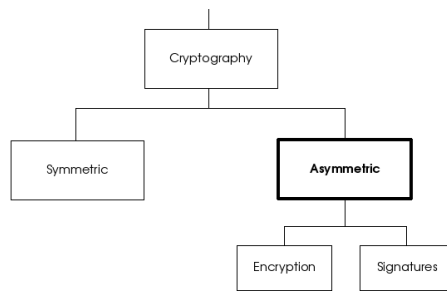 Cryptography
Symmetric
Asymmetric
Encryption
Signatures